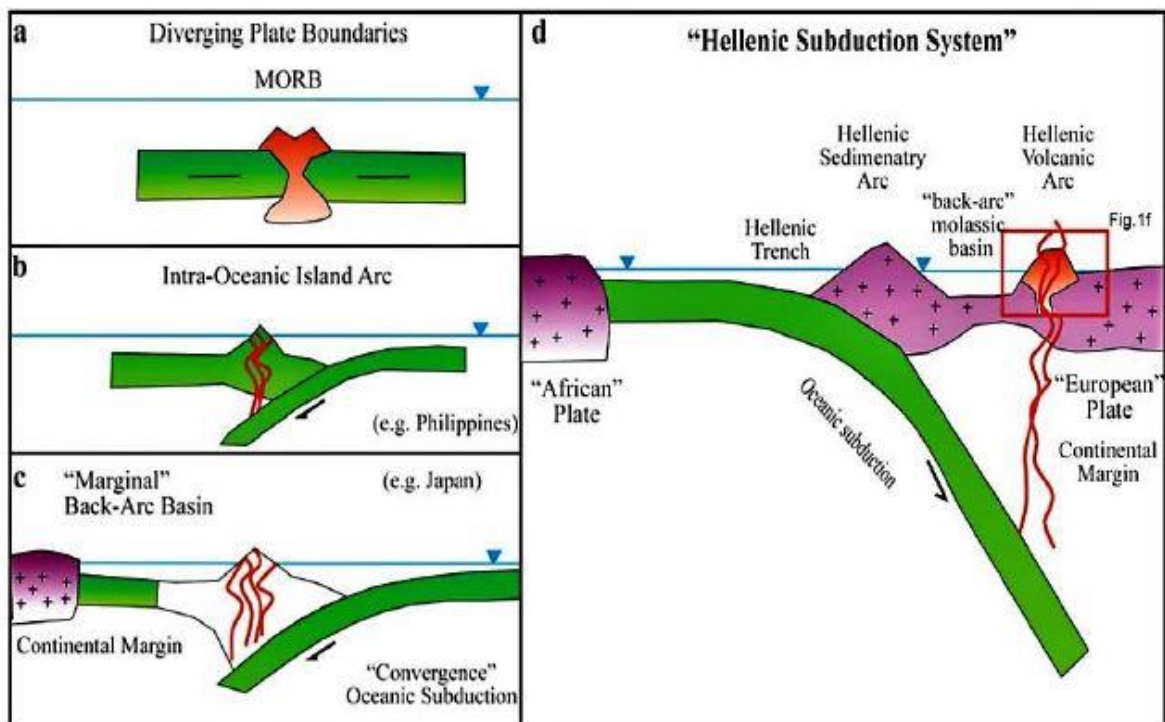 a
Diverging Plate Boundaries
MORB
b
Intra-Oceanic Island Arc
(e.g. Philippines)
c
“Marginal”
Back-Arc Basin
(e.g. Japan)
Continental Margin
“Convergence”
Oceanic Subduction
d
“Hellenic Subduction System”
Hellenic
Sedimenatry
Arc
Hellenic
Volcanic
Arc
“back-arc”
molassic
basin
Fig.1f
Hellenic
Trench
“African”
Plate
Oceanic subduction
“European”
Plate
Continental
Margin